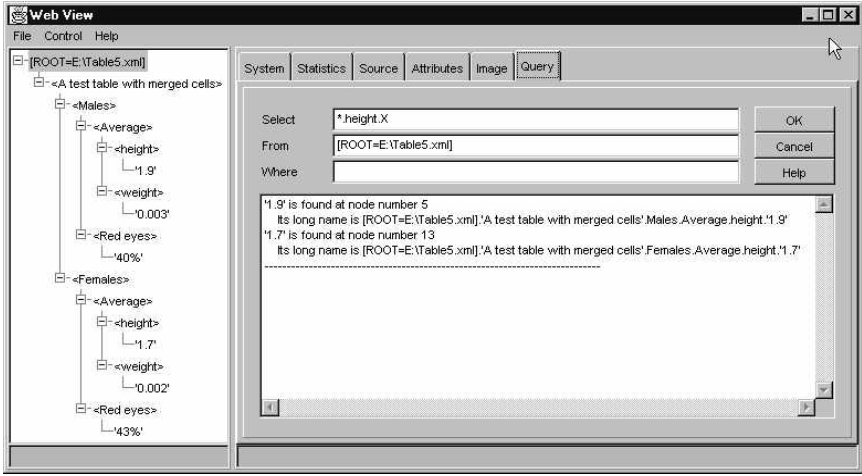 Web View
File Control Help
[ROOT=E:\Table5.xml]
<A test table with merged cells>
<Males>
<Average>
<height>
'1.9'
<weight>
'0.003'
<Red eyes>
'40%'
<Females>
<Average>
<height>
'1.7'
<weight>
'0.002'
<Red eyes>
'43%'
System Statistics Source Attributes Image Query
Select *.height.X OK
From [ROOT=E:\Table5.xml] Cancel
Where Help
'1.9' is found at node number 5
Its long name is [ROOT=E:\Table5.xml].'A test table with merged cells'.Males.Average.height.'1.9'
'1.7' is found at node number 13
Its long name is [ROOT=E:\Table5.xml].'A test table with merged cells'.Females.Average.height.'1.7'
--------------------------------------------------------------------------------